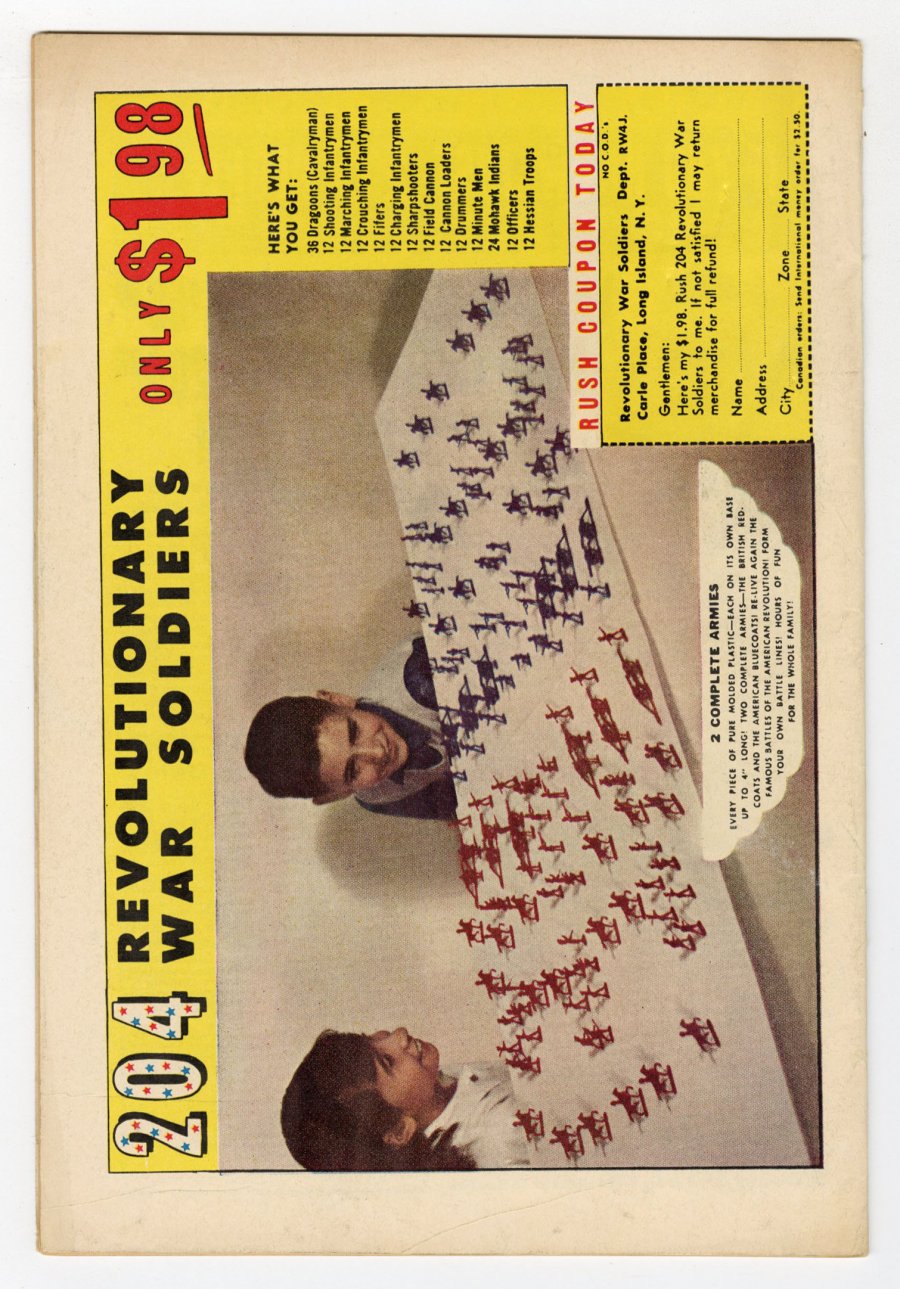 204 REVOLUTIONARY
WAR SOLDIERS
ONLY $1.98
HERE'S WHAT
YOU GET:
36 Dragoons (Cavalryman)
12 Shooting Infantrymen
12 Marching Infantrymen
12 Crouching Infantrymen
12 Fifers
12 Charging Infantrymen
12 Sharpshooters
12 Field Cannon
12 Cannon Loaders
12 Drummers
12 Minute Men
24 Mohawk Indians
12 Officers
12 Hessian Troops
2 COMPLETE ARMIES
EVERY PIECE OF PURE MOLDED PLASTIC—EACH ON ITS OWN BASE
UP TO 4" LONG! TWO COMPLETE ARMIES—THE BRITISH RED-
COATS AND THE AMERICAN BLUECOATS! RE-LIVE AGAIN THE
FAMOUS BATTLES OF THE AMERICAN REVOLUTION! FORM
YOUR OWN BATTLE LINES! HOURS OF FUN
FOR THE WHOLE FAMILY!
RUSH COUPON TODAY
NO C.O.D.'s
Revolutionary War Soldiers Dept. RW4J.
Carle Place, Long Island, N. Y.
Gentlemen:
Here's my $1.98. Rush 204 Revolutionary War
Soldiers to me. If not satisfied I may return
merchandise for full refund!
Name
Address
City Zone State
Canadian orders: Send International money order for $2.50.